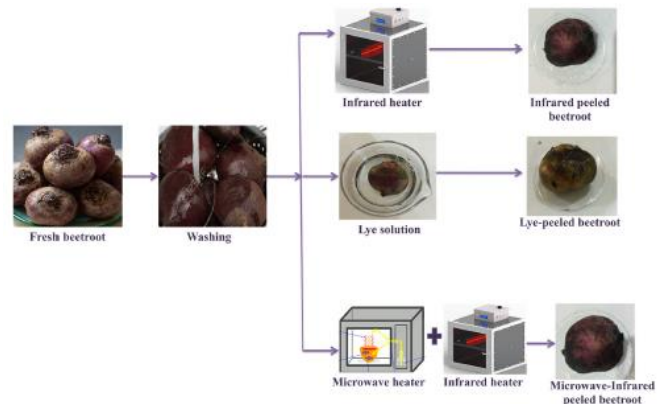 Infrared heater
Infrared peeled
beetroot
Fresh beetroot
Washing
Lye solution
Lye-peeled beetroot
Microwave heater
Infrared heater
Microwave-Infrared
peeled beetroot